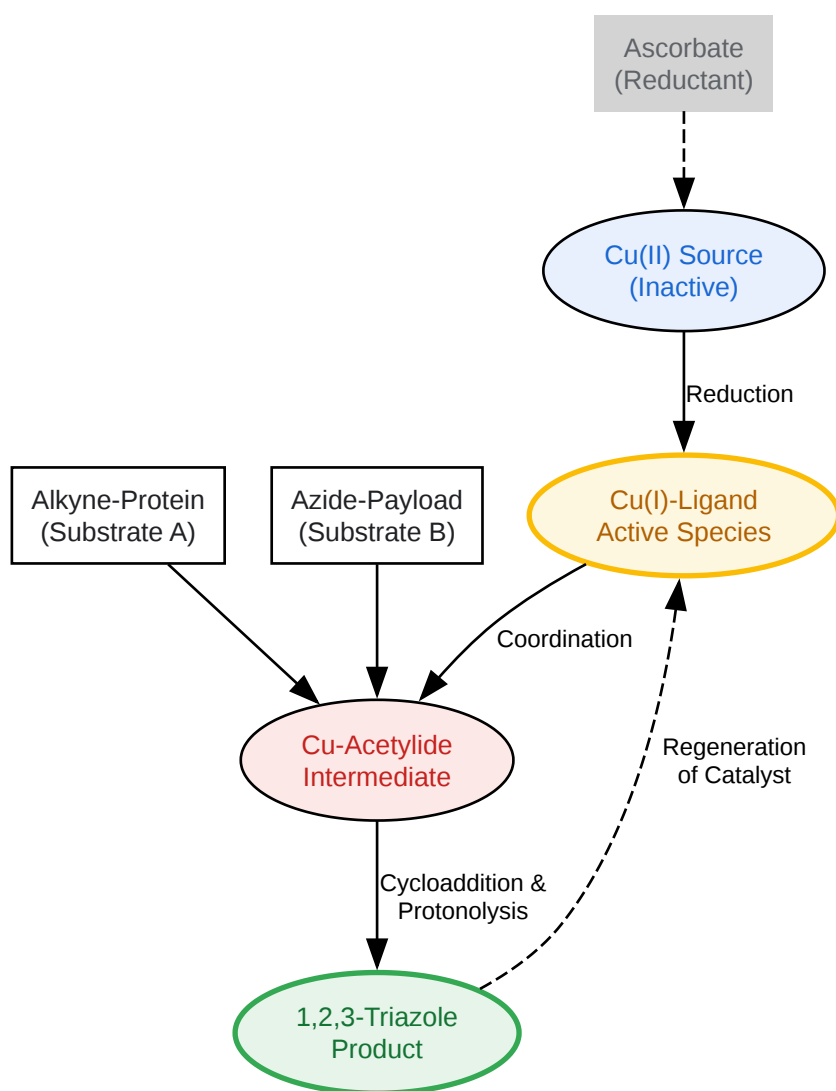 Ascorbate
(Reductant)
Cu(II) Source
(Inactive)
Reduction
Alkyne-Protein
(Substrate A)
Azide-Payload
(Substrate B)
Cu(I)-Ligand
Active Species
Coordination
Cu-Acetylide
Intermediate
Regeneration
of Catalyst
Cycloaddition &
Protonolysis
1,2,3-Triazole
Product